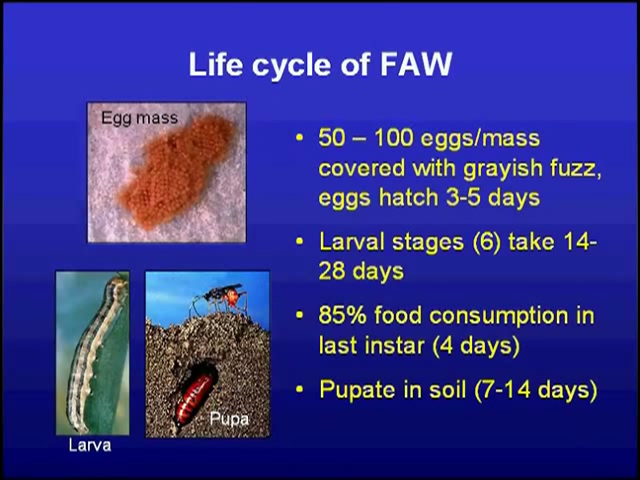 Life cycle of FAW
Egg mass
• 50 – 100 eggs/mass
covered with grayish fuzz,
eggs hatch 3-5 days
• Larval stages (6) take 14-
28 days
• 85% food consumption in
last instar (4 days)
• Pupate in soil (7-14 days)
Pupa
Larva